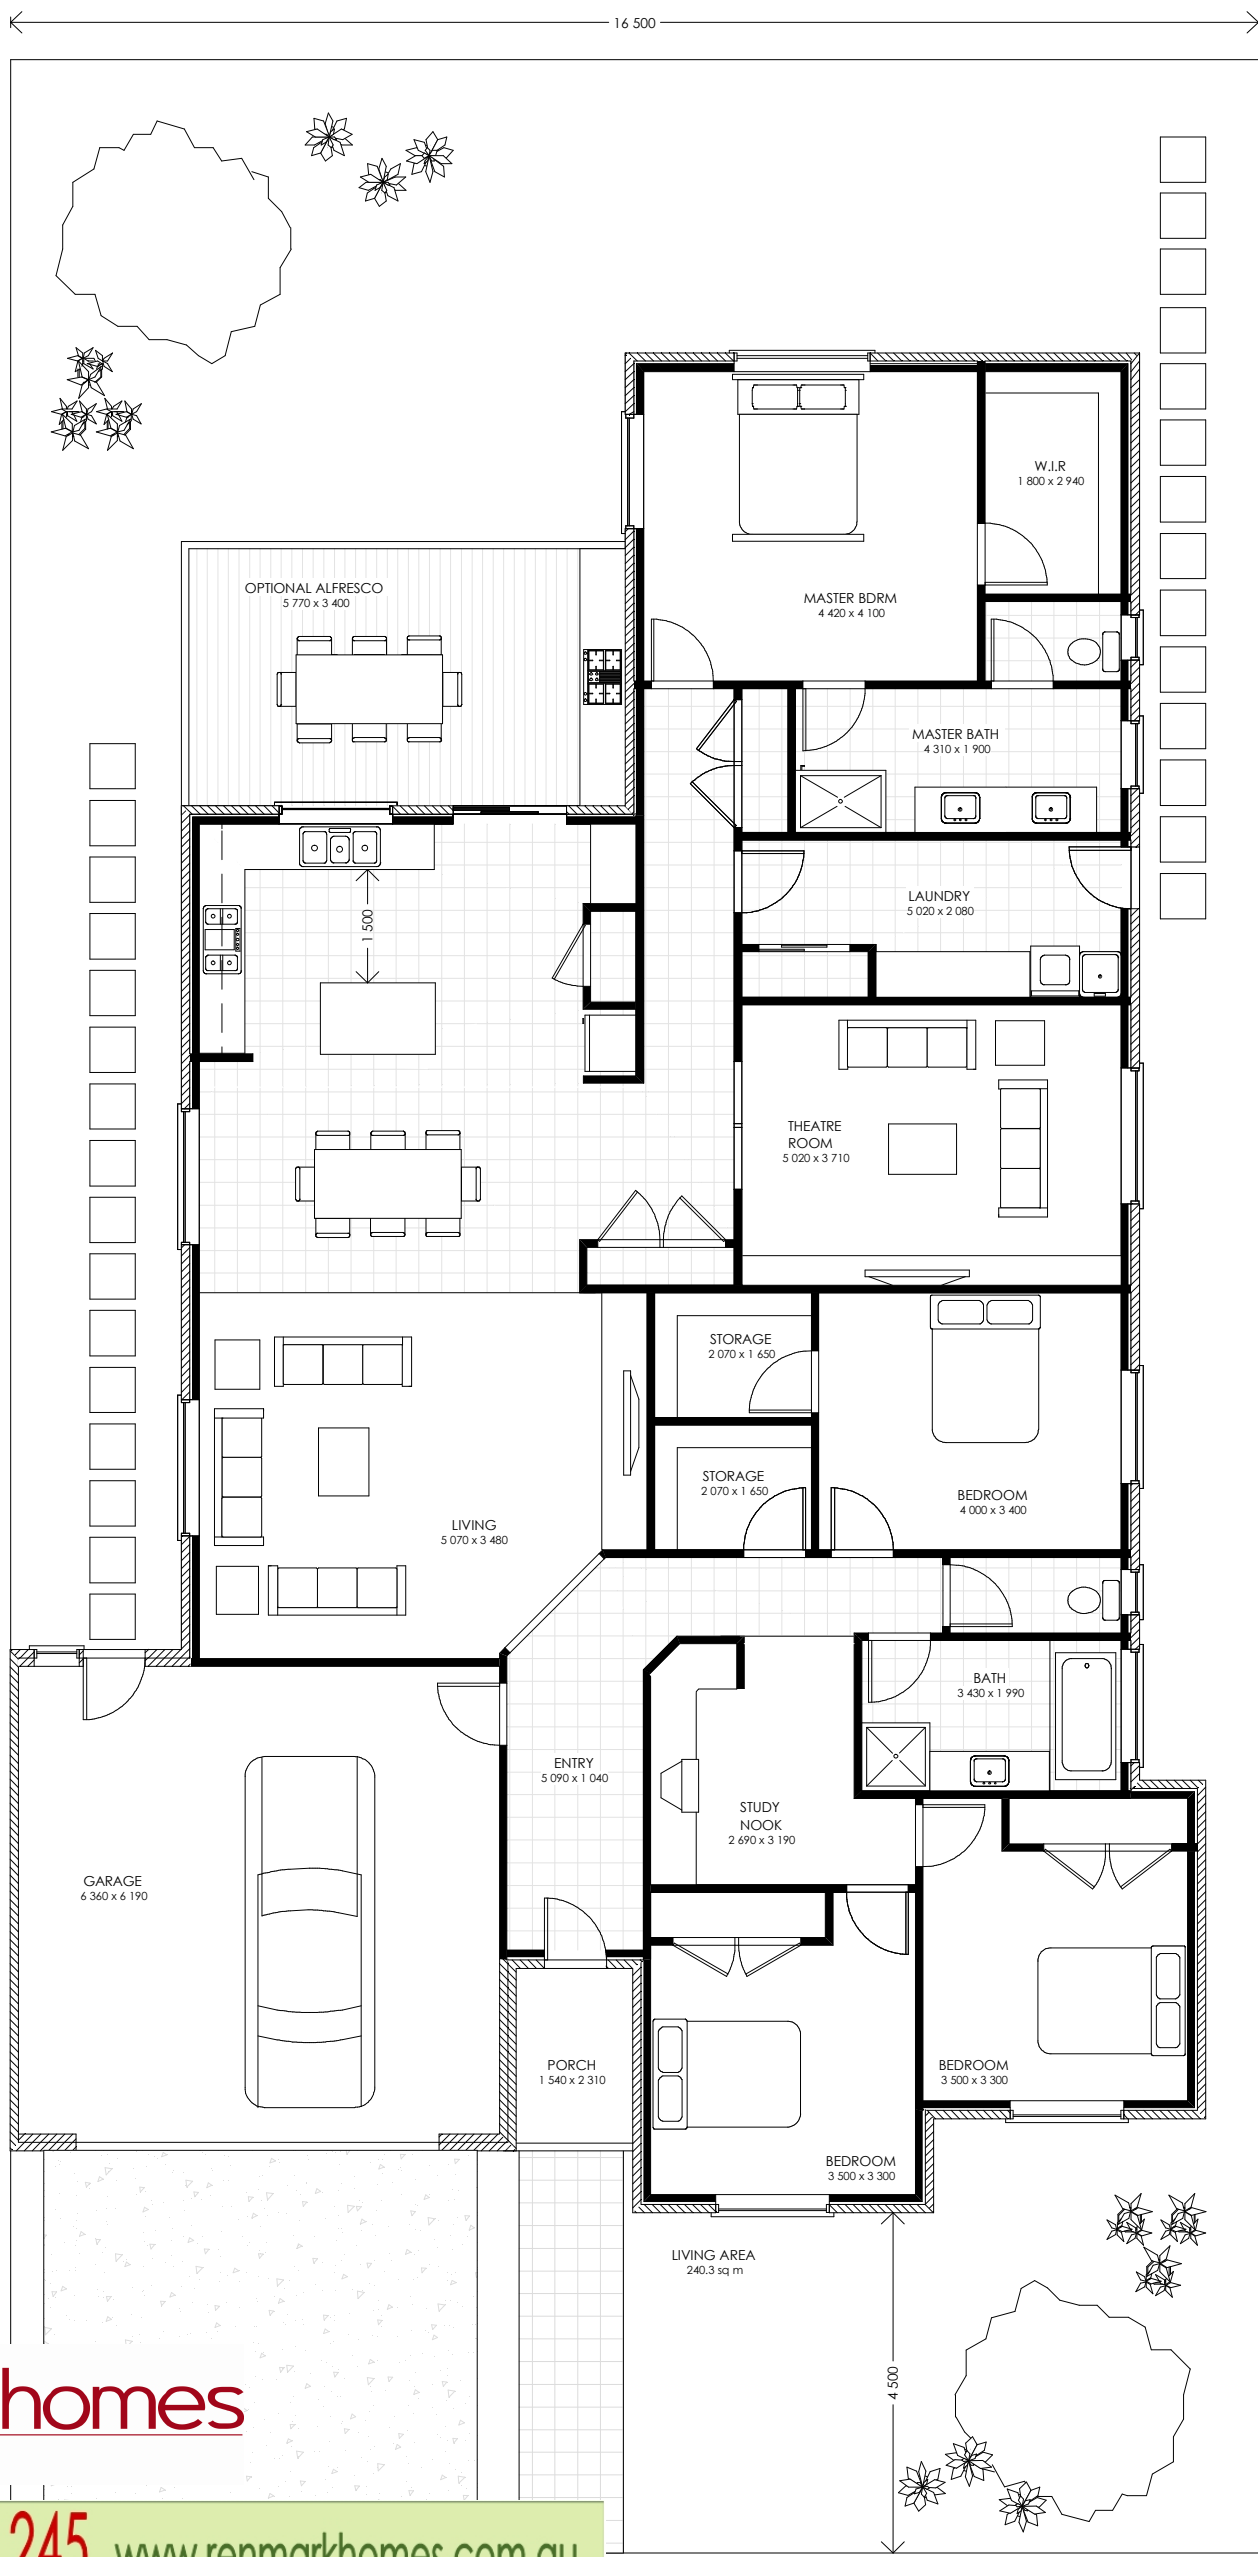 16 500
W.I.R
1 800 x 2 940
OPTIONAL ALFRESCO
5 770 x 3 400
MASTER BDRM
4 420 x 4 100
MASTER BATH
4 310 x 1 900
LAUNDRY
5 020 x 2 080
1 500
THEATRE
ROOM
5 020 x 3 710
STORAGE
2 070 x 1 650
STORAGE
2 070 x 1 650
BEDROOM
4 000 x 3 400
LIVING
5 070 x 3 480
BATH
3 430 x 1 990
ENTRY
5 090 x 1 040
STUDY
NOOK
2 690 x 3 190
GARAGE
6 360 x 6 190
PORCH
1 540 x 2 310
BEDROOM
3 500 x 3 300
BEDROOM
3 500 x 3 300
LIVING AREA
240.3 sq m
4 500
homes
245 www.renmarkhomes.com.au